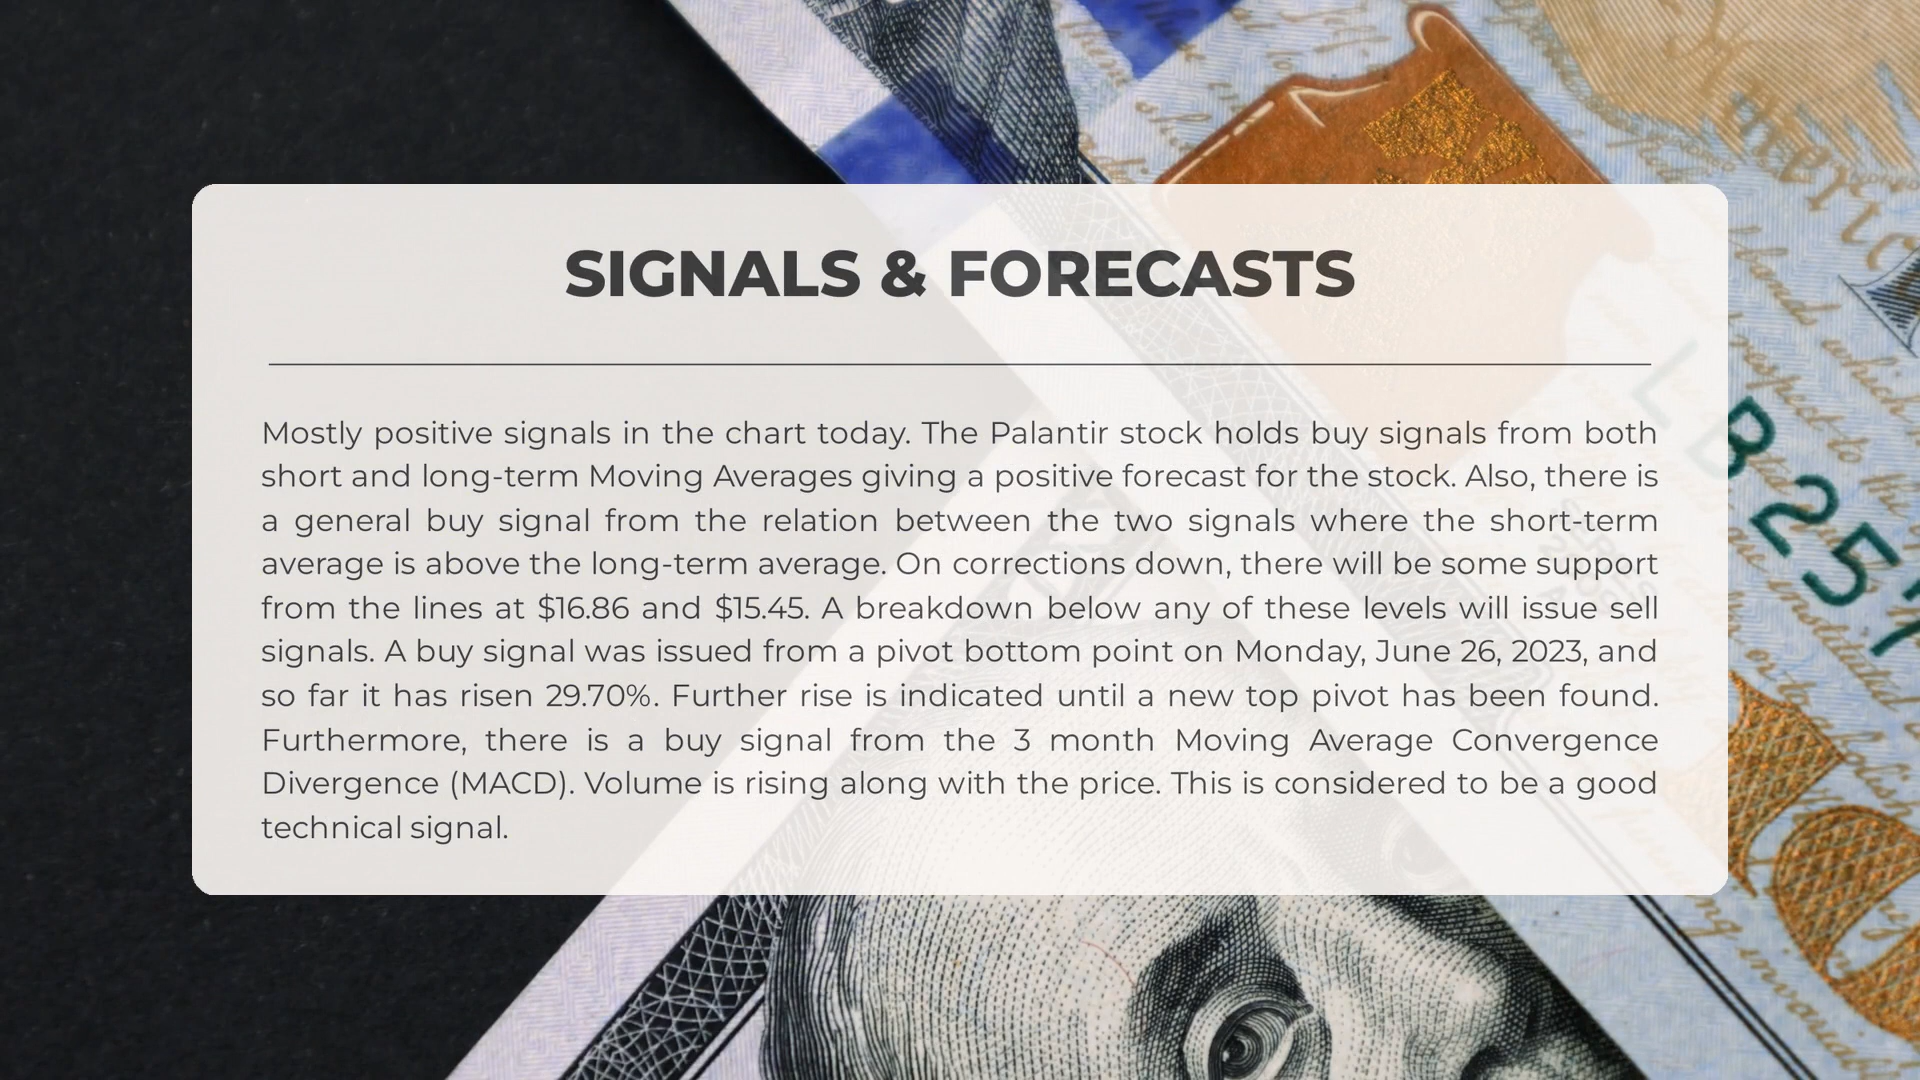 SIGNALS & FORECASTS
Mostly positive signals in the chart today. The Palantir stock holds buy signals from both
short and long-term Moving Averages giving a positive forecast for the stock. Also, there is
a general buy signal from the relation between the two signals where the short-term
average is above the long-term average. On corrections down, there will be some support
from the lines at $16.86 and $15.45. A breakdown below any of these levels will issue sell
signals. A buy signal was issued from a pivot bottom point on Monday, June 26, 2023, and
so far it has risen 29.70%. Further rise is indicated until a new top pivot has been found.
Furthermore, there is a buy signal from the 3 month Moving Average Convergence
Divergence (MACD). Volume is rising along with the price. This is considered to be a good
technical signal.
LB25